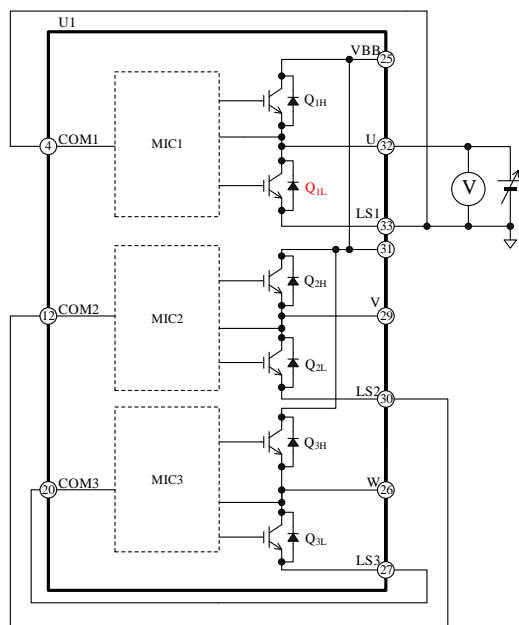 U1
VBB
25
Q1H
4
COM1
MIC1
U
32
V
Q1L
LS1
33
31
Q2H
12
COM2
MIC2
V
29
Q2L
LS2
30
Q3H
20
COM3
MIC3
W
26
Q3L
LS3
27